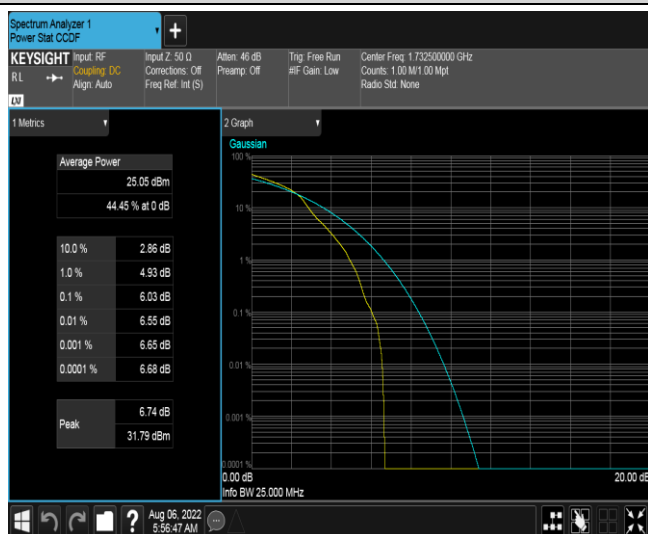 Spectrum Analyzer 1
Power Stat CCDF
KEYSIGHT
RL
LXI
Input: RF
Coupling: DC
Align: Auto
Input Z: 50 Ω
Corrections: Off
Freq Ref: Int (S)
Atten: 46 dB
Preamp: Off
Trig: Free Run
#IF Gain: Low
Center Freq: 1.732500000 GHz
Counts: 1.00 M/1.00 Mpt
Radio Std: None
1 Metrics
Average Power
25.05 dBm
44.45 % at 0 dB
10.0 % 2.86 dB
1.0 % 4.93 dB
0.1 % 6.03 dB
0.01 % 6.55 dB
0.001 % 6.65 dB
0.0001 % 6.68 dB
Peak
6.74 dB
31.79 dBm
2 Graph
Gaussian
100 %
10 %
1 %
0.1 %
0.01 %
0.001 %
0.0001 %
0.00 dB
20.00 dB
Info BW 25.000 MHz
?
Aug 06, 2022
5:56:47 AM